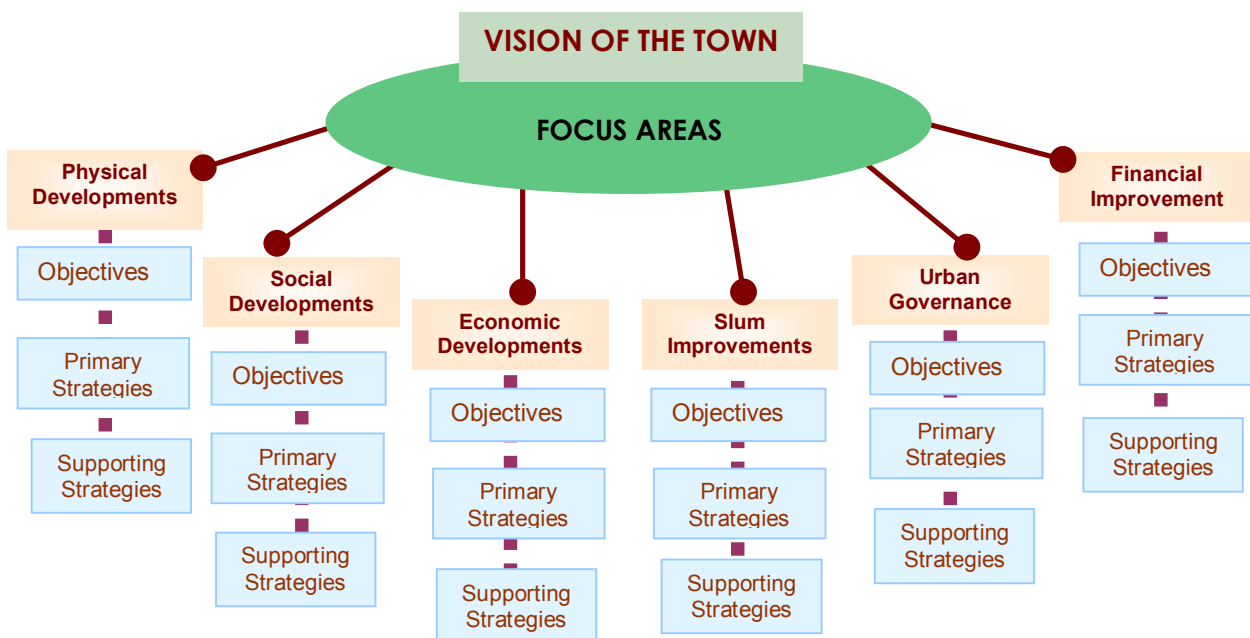 VISION OF THE TOWN
FOCUS AREAS
Physical
Developments
Objectives
Primary
Strategies
Supporting
Strategies
Social
Developments
Objectives
Primary
Strategies
Supporting
Strategies
Economic
Developments
Objectives
Primary
Strategies
Supporting
Strategies
Slum
Improvements
Objectives
Primary
Strategies
Supporting
Strategies
Urban
Governance
Objectives
Primary
Strategies
Supporting
Strategies
Financial
Improvement
Objectives
Primary
Strategies
Supporting
Strategies